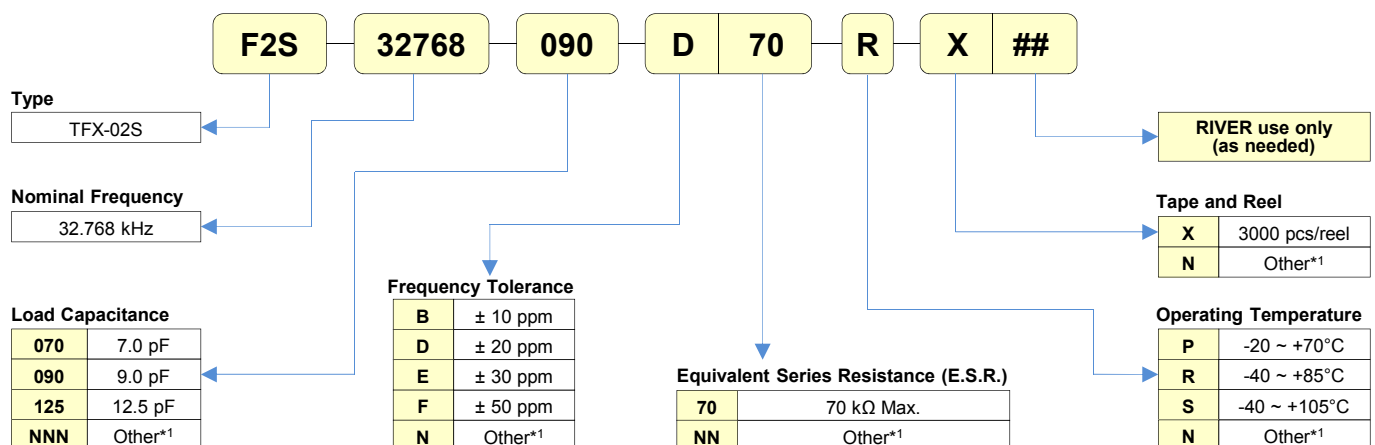 F2S 32768 090 D 70 R X ##
Type
TFX-02S
RIVER use only
(as needed)
Nominal Frequency
32.768 kHz
Tape and Reel
X 3000 pcs/reel
N Other*1
Frequency Tolerance
B ± 10 ppm
D ± 20 ppm
E ± 30 ppm
F ± 50 ppm
N Other*1
Load Capacitance
070 7.0 pF
090 9.0 pF
125 12.5 pF
NNN Other*1
Equivalent Series Resistance (E.S.R.)
70 70 kΩ Max.
NN Other*1
Operating Temperature
P -20 ~ +70°C
R -40 ~ +85°C
S -40 ~ +105°C
N Other*1